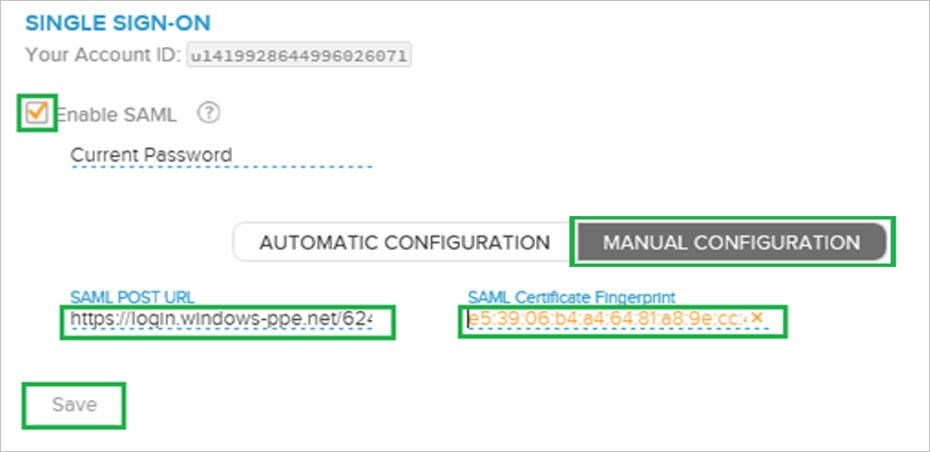 SINGLE SIGN-ON
Your Account ID: u1419928644996026071
Enable SAML ?
Current Password
AUTOMATIC CONFIGURATION MANUAL CONFIGURATION
SAML POST URL SAML Certificate Fingerprint
https://login.windows-ppe.net/624 e5:39:06:b4:a4:64:81:a8:9e:cc:
Save